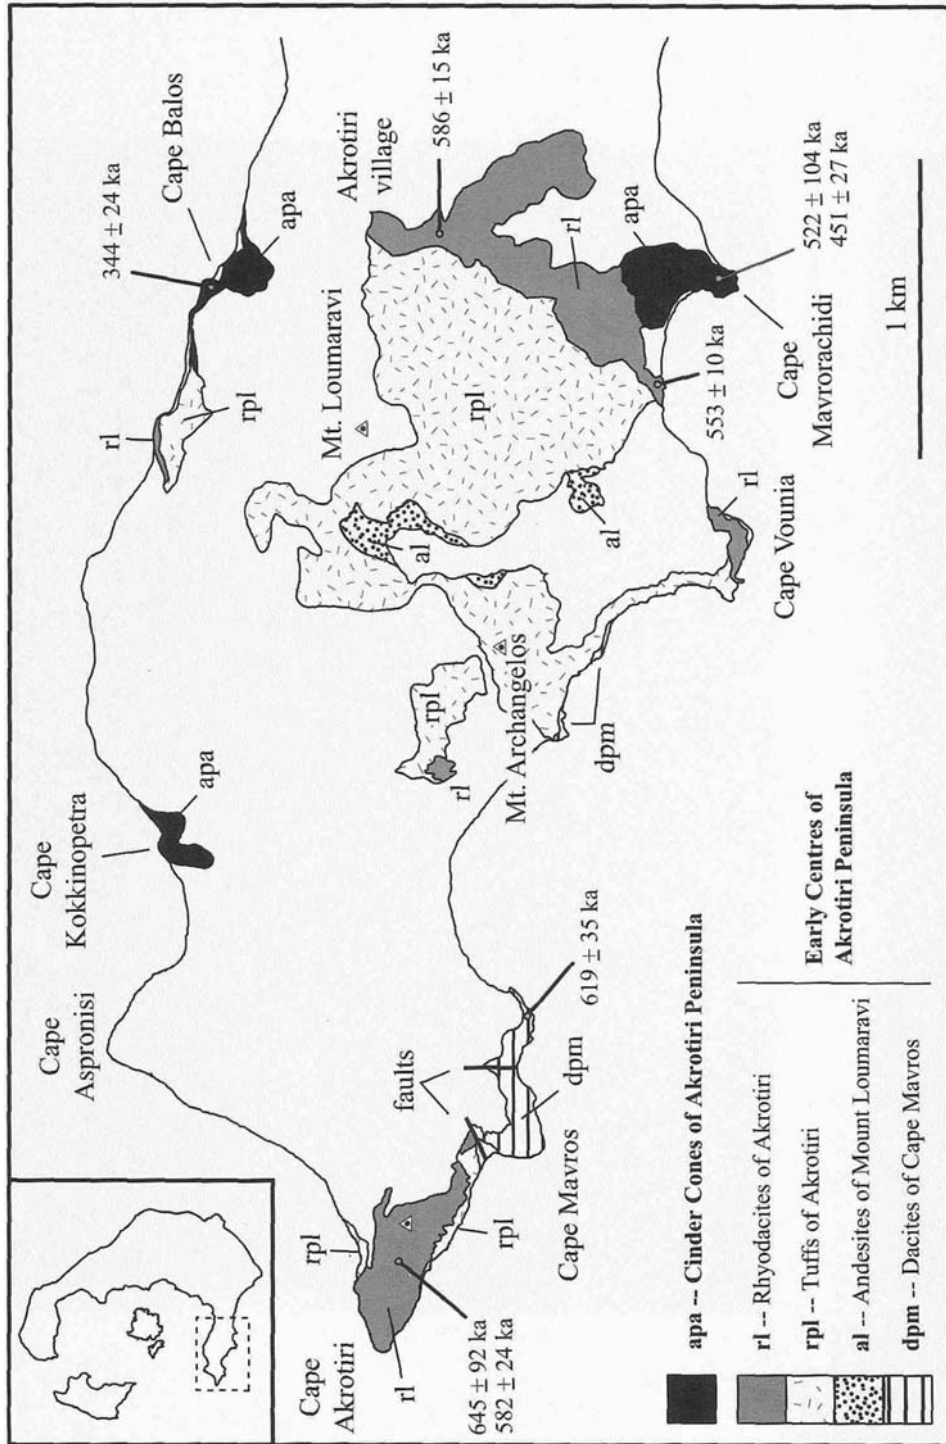 Cape
Aspronisi
Cape
Kokkinopetra
apa
344 ± 24 ka
Cape Balos
apa
rl
rpl
Mt. Loumaravi
Akrotiri
village
586 ± 15 ka
rpl
rl
al
al
apa
553 ± 10 ka
Cape
Mavrorachidi
522 ± 104 ka
451 ± 27 ka
rl
Cape Vounia
rpl
rl
Mt. Archangelos
dpm
faults
619 ± 35 ka
dpm
Cape Mavros
rpl
rpl
Cape
Akrotiri
rl
645 ± 92 ka
582 ± 24 ka
1 km
apa -- Cinder Cones of Akrotiri Peninsula
rl -- Rhyodacites of Akrotiri
rpl -- Tuffs of Akrotiri
al -- Andesites of Mount Loumaravi
dpm -- Dacites of Cape Mavros
Early Centres of
Akrotiri Peninsula